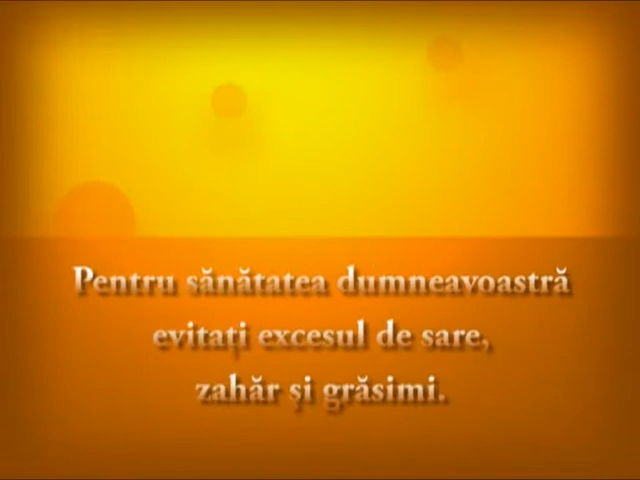 Pentru sănătatea dumneavoastră
evitați excesul de sare,
zahăr și grăsimi.